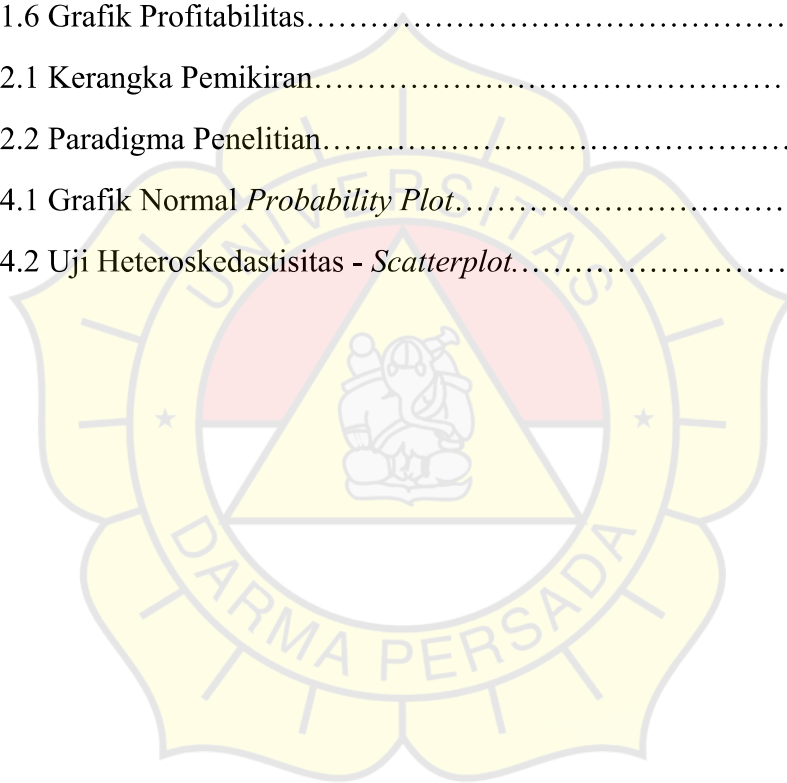 1.6 Grafik Profitabilitas……………………………………………
2.1 Kerangka Pemikiran……………………………………………
2.2 Paradigma Penelitian……………………………………………
4.1 Grafik Normal Probability Plot………………………………
4.2 Uji Heteroskedastisitas - Scatterplot.…………………………
UNIVERSITAS
DARMA PERSADA